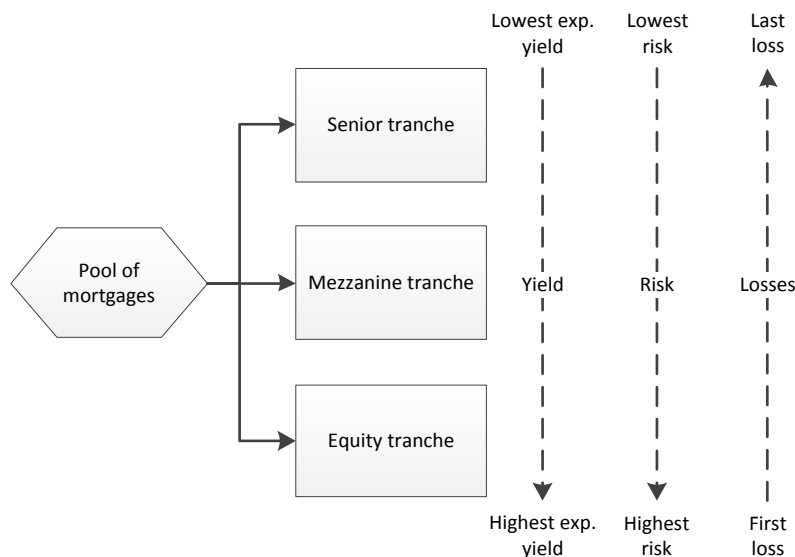 Lowest exp.
yield
Lowest
risk
Last
loss
Senior tranche
Pool of
mortgages
Mezzanine tranche
Yield
Risk
Losses
Equity tranche
Highest exp.
yield
Highest
risk
First
loss